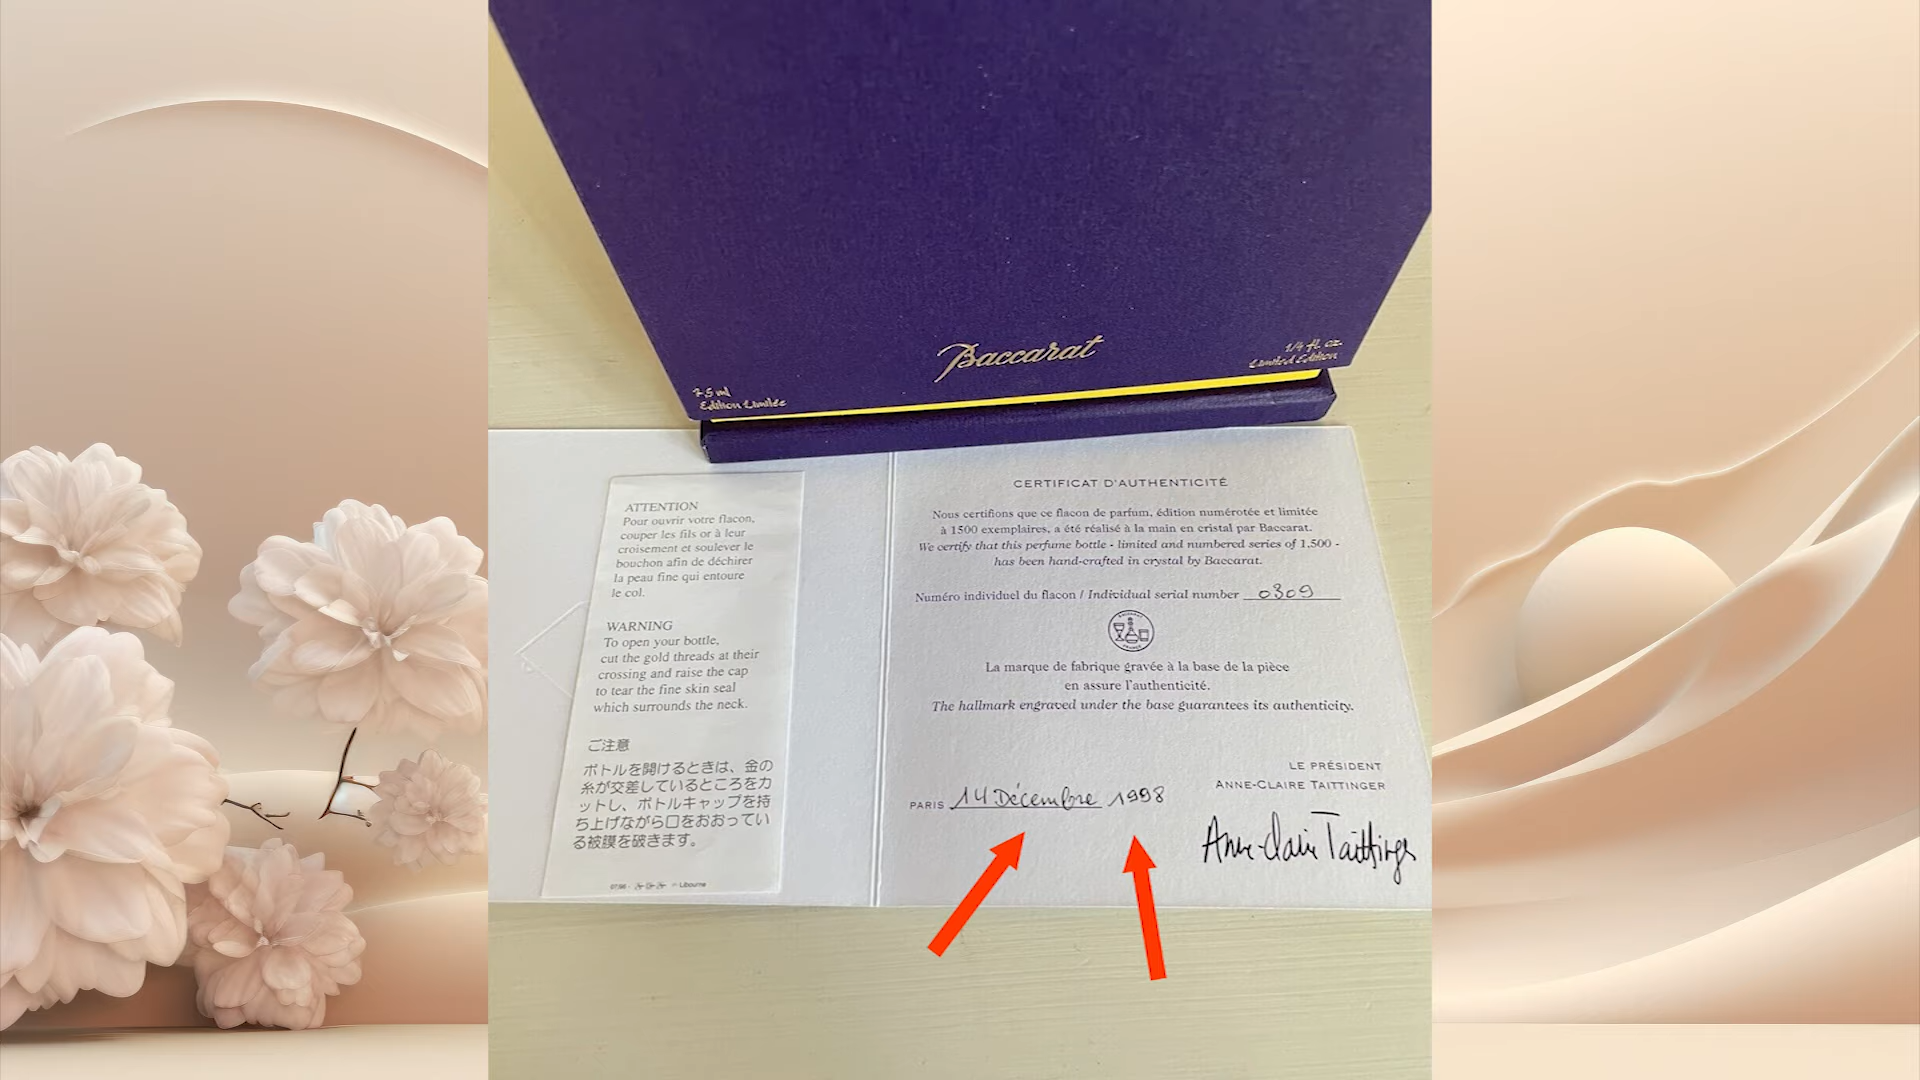 Baccarat
7.5 ml
Edition Limitée
1/4 fl. oz.
Limited Edition
ATTENTION
Pour ouvrir votre flacon,
couper les fils or à leur
croisement et soulever le
bouchon afin de déchirer
la peau fine qui entoure
le col.
WARNING
To open your bottle,
cut the gold threads at their
crossing and raise the cap
to tear the fine skin seal
which surrounds the neck.
ご注意
ボトルを開けるときは、金の
糸が交差しているところをカ
ットし、ボトルキャップを持
ち上げながら口をおおってい
る被膜を破きます。
Libourne
CERTIFICAT D'AUTHENTICITÉ
Nous certifions que ce flacon de parfum, édition numérotée et limitée
à 1500 exemplaires, a été réalisé à la main en cristal par Baccarat.
We certify that this perfume bottle - limited and numbered series of 1,500 -
has been hand-crafted in crystal by Baccarat.
Numéro individuel du flacon / Individual serial number 0309
La marque de fabrique gravée à la base de la pièce
en assure l'authenticité.
The hallmark engraved under the base guarantees its authenticity.
LE PRÉSIDENT
ANNE-CLAIRE TAITTINGER
PARIS 14 Décembre 1998
Anne-Claire Taittinger